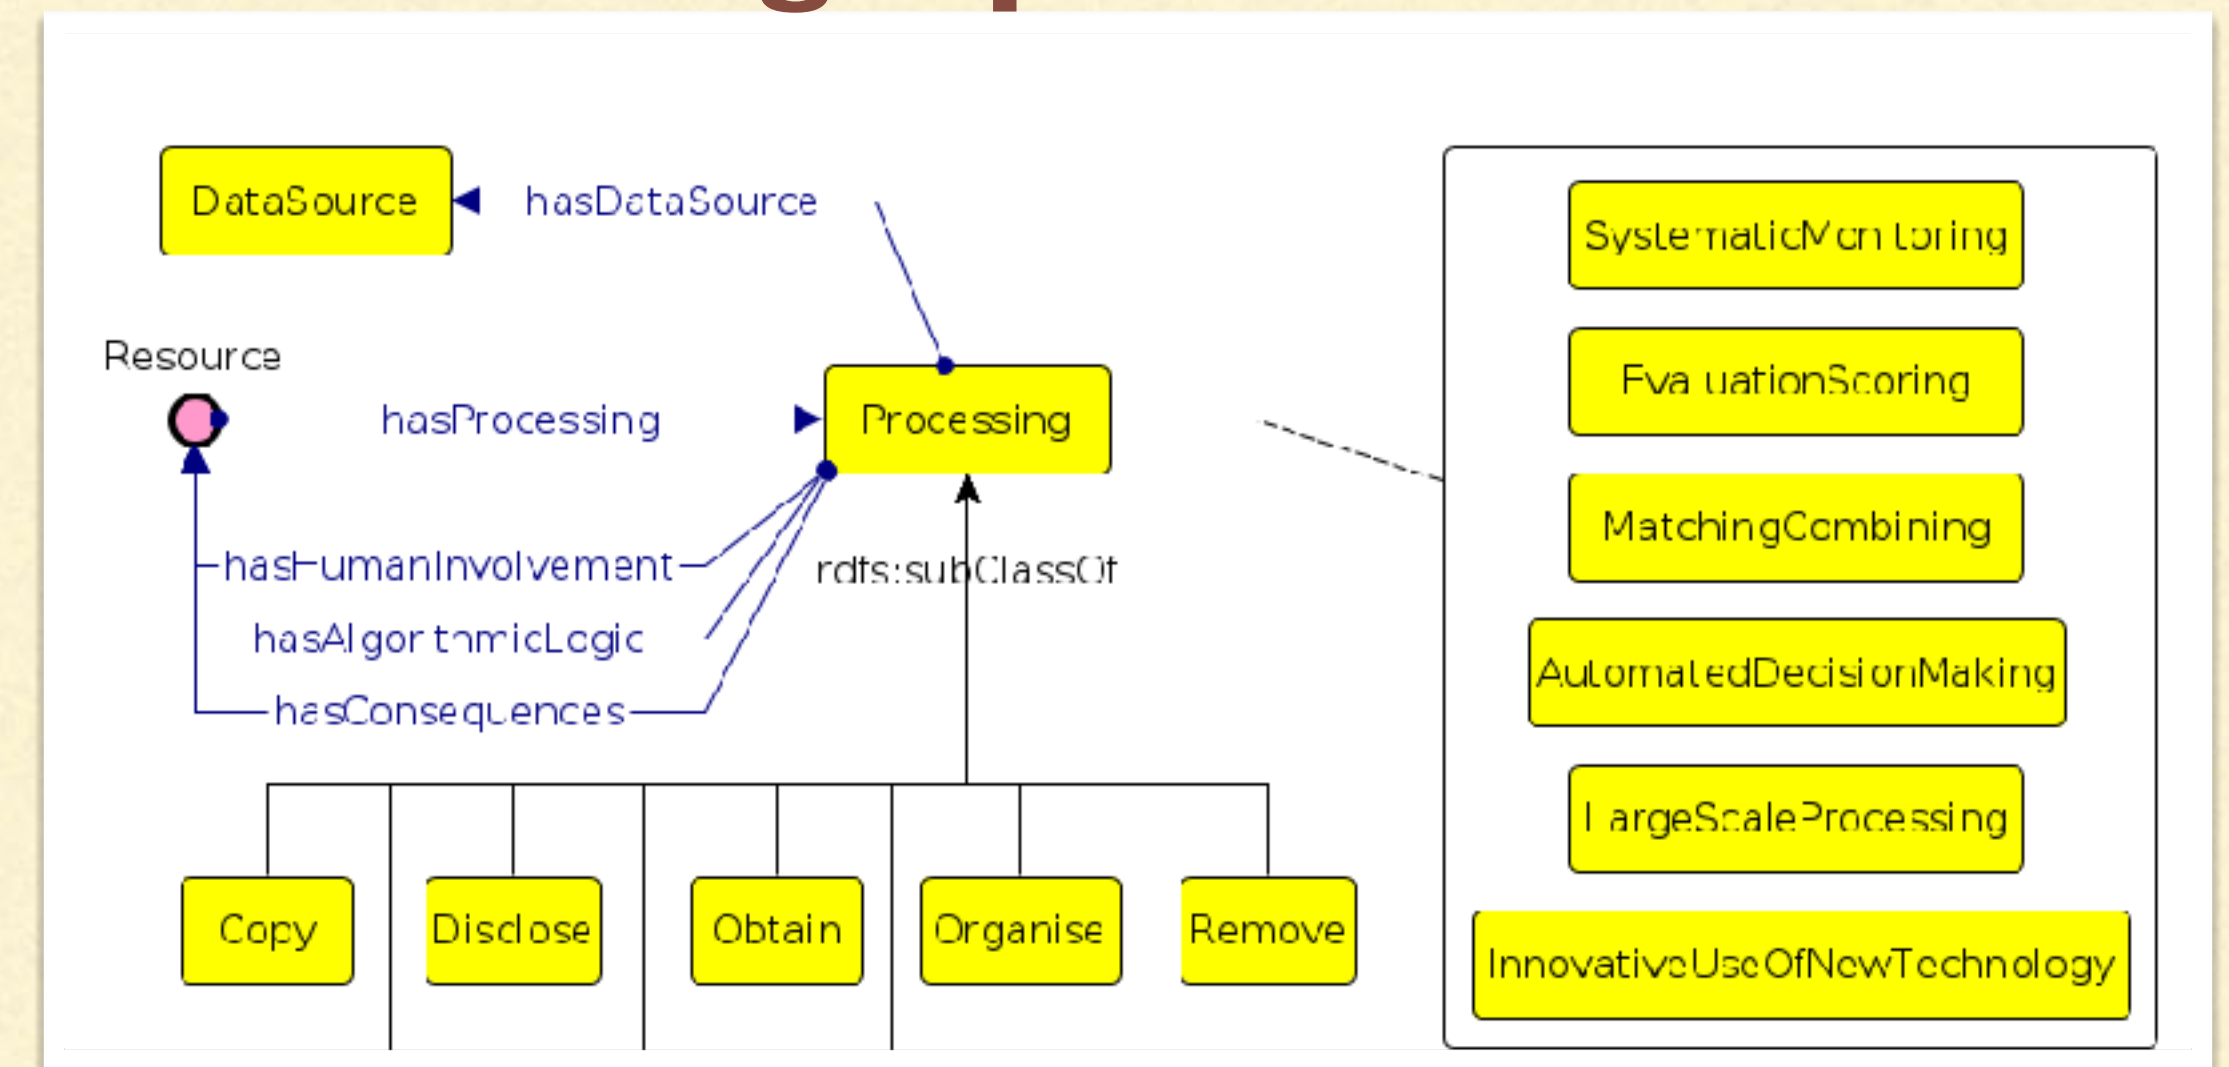 DataSource
hasDataSource
SystematicMonitoring
Resource
EvaluationScoring
hasProcessing
Processing
MatchingCombining
hasHumanInvolvement
rdfs:subClassOf
hasAlgorithmicLogic
AutomatedDecisionMaking
hasConsequences
LargeScaleProcessing
Copy
Disclose
Obtain
Organise
Remove
InnovativeUseOfNewTechnology